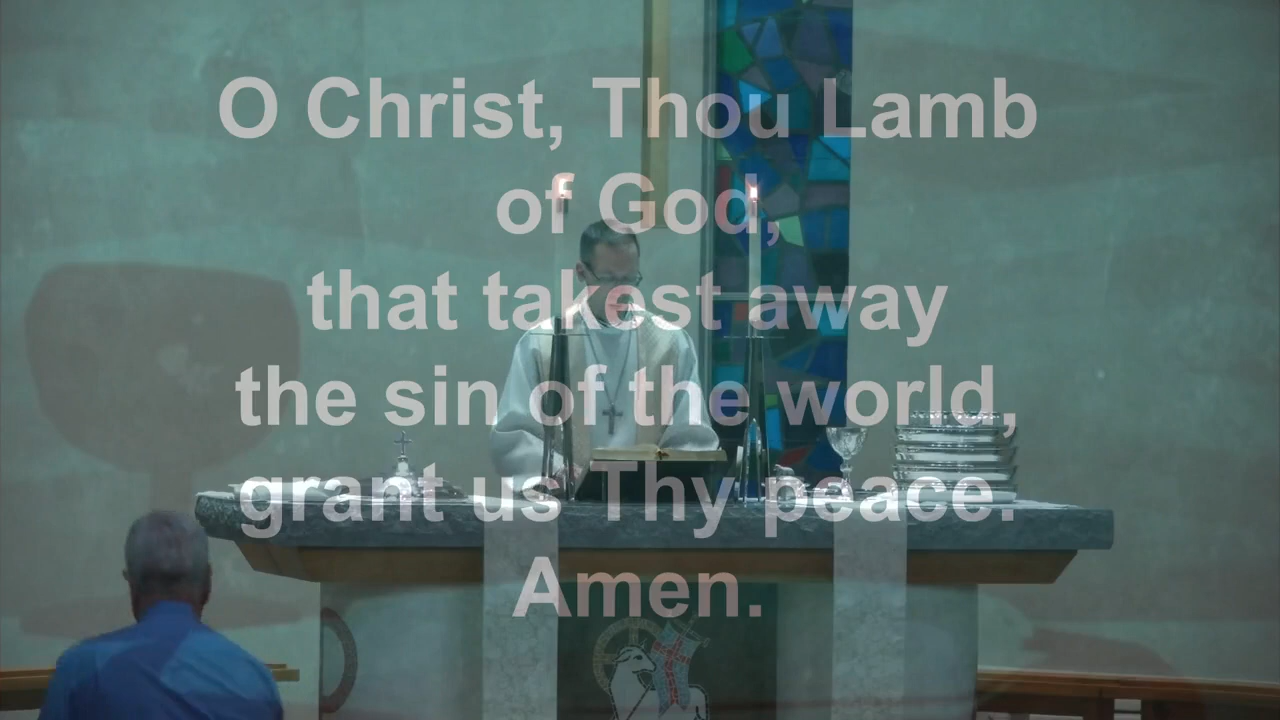 O Christ, Thou Lamb
of God,
that takest away
the sin of the world,
grant us Thy peace.
Amen.